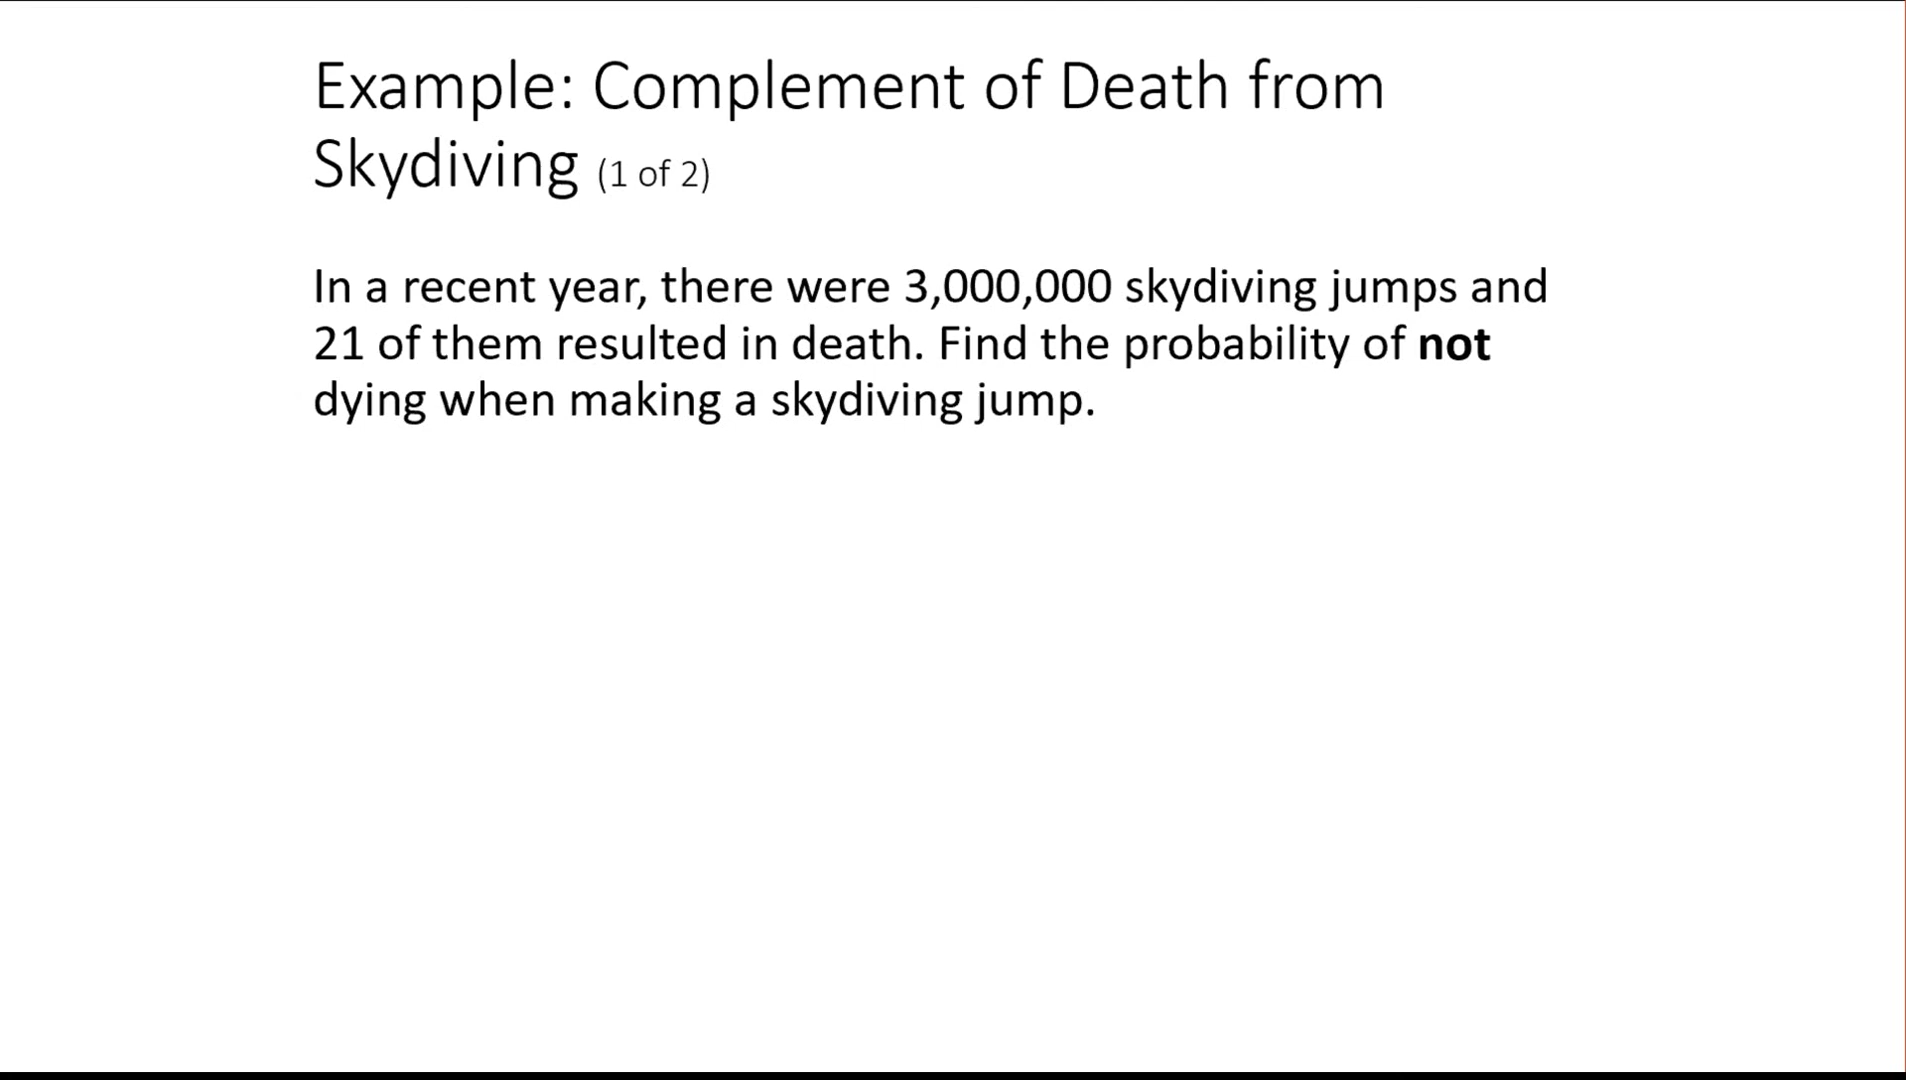 Example: Complement of Death from
Skydiving (1 of 2)
In a recent year, there were 3,000,000 skydiving jumps and
21 of them resulted in death. Find the probability of not
dying when making a skydiving jump.